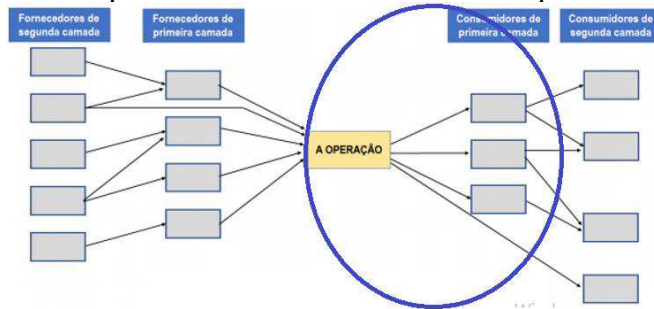 Fornecedores de
segunda camada
Fornecedores de
primeira camada
Consumidores de
primeira camada
Consumidores de
segunda camada
A OPERAÇÃO